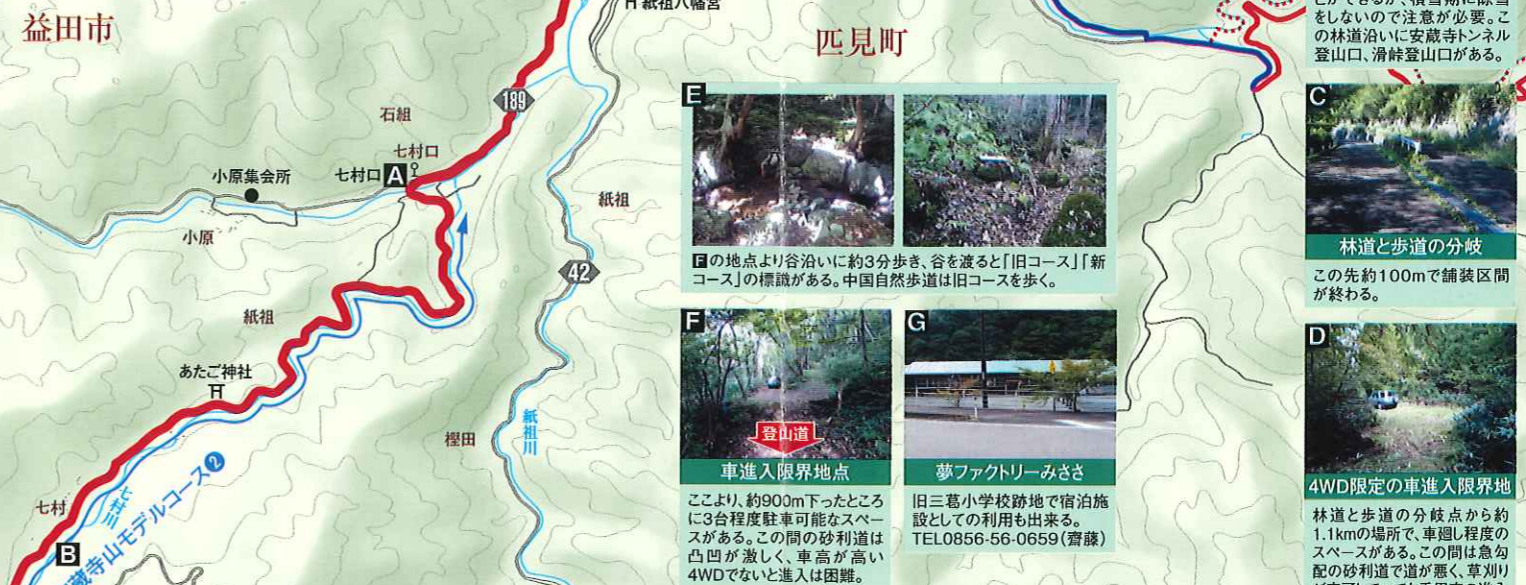 益田市
匹見町
紙祖八幡宮
189
石組
七村口
七村口
A
小原集会所
小原
紙祖
42
紙祖
あたご神社
樫田
紙祖川
七村
七村川
B
蔵寺山モデルコース❷
E
Fの地点より谷沿いに約3分歩き、谷を渡ると「旧コース」「新
コース」の標識がある。中国自然歩道は旧コースを歩く。
F
登山道
車進入限界地点
ここより、約900m下ったところ
に3台程度駐車可能なスペー
スがある。この間の砂利道は
凸凹が激しく、車高が高い
4WDでないと進入は困難。
G
夢ファクトリーみささ
旧三葛小学校跡地で宿泊施
設としての利用も出来る。
TEL0856-56-0659(齊藤)
をしないので注意が必要。こ
の林道沿いに安蔵寺トンネル
登山口、滑峠登山口がある。
C
林道と歩道の分岐
この先約100mで舗装区間
が終わる。
D
4WD限定の車進入限界地
林道と歩道の分岐点から約
1.1kmの場所で、車廻し程度の
スペースがある。この間は急勾
配の砂利道で道が悪く、草刈り